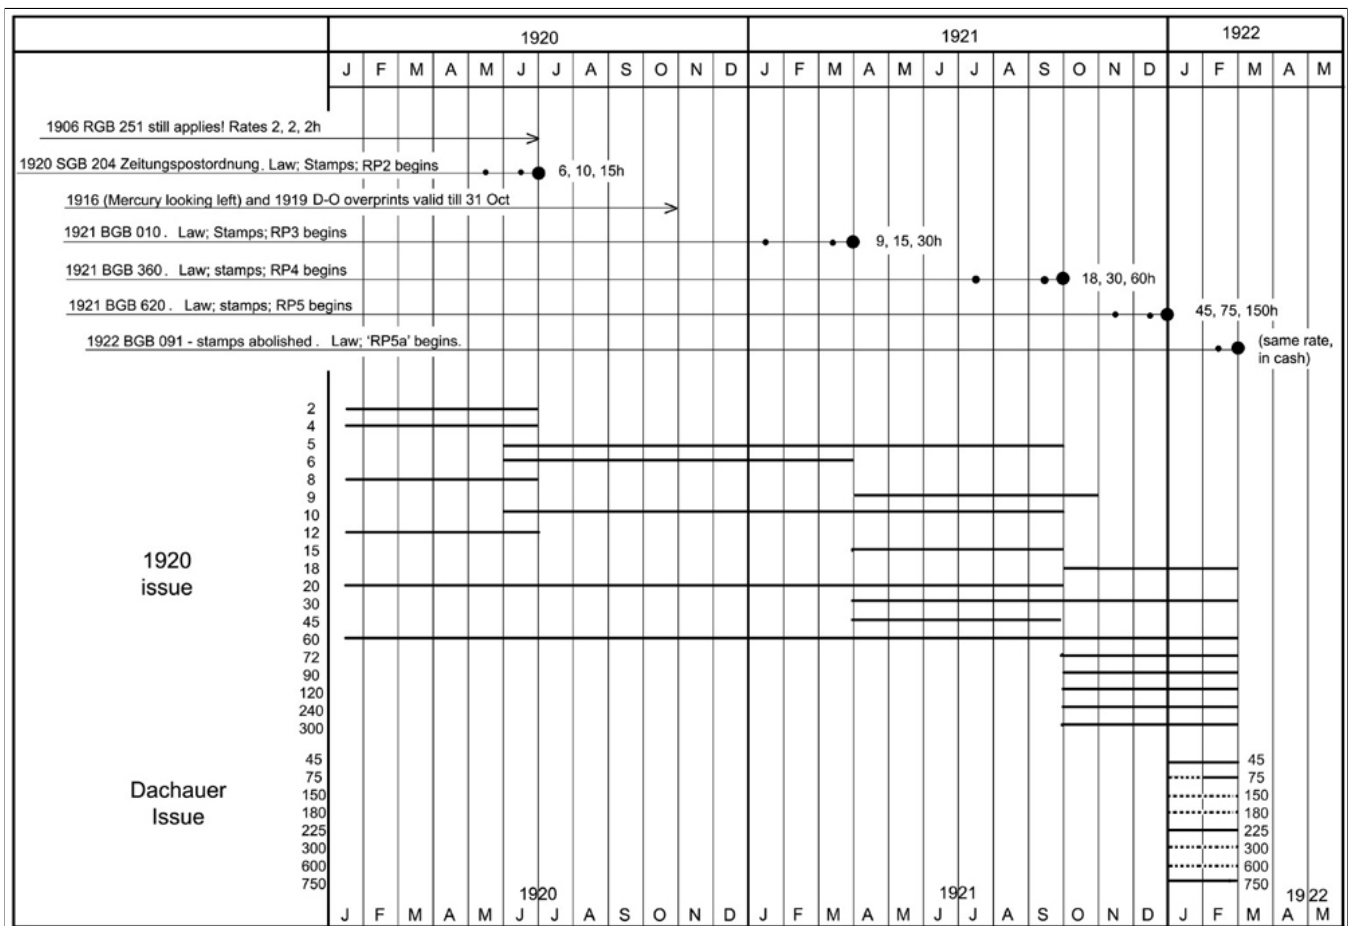 1920 1921 1922
J F M A M J J A S O N D J F M A M J J A S O N D J F M A M
1906 RGB 251 still applies! Rates 2, 2, 2h
1920 SGB 204 Zeitungspostordnung. Law; Stamps; RP2 begins 6, 10, 15h
1916 (Mercury looking left) and 1919 D-O overprints valid till 31 Oct
1921 BGB 010. Law; Stamps; RP3 begins 9, 15, 30h
1921 BGB 360. Law; stamps; RP4 begins 18, 30, 60h
1921 BGB 620. Law; stamps; RP5 begins 45, 75, 150h
1922 BGB 091 - stamps abolished. Law; ‘RP5a’ begins. (same rate,
in cash)
2
4
5
6
8
9
10
12
15
1920
18
issue
20
30
45
60
72
90
120
240
300
45 45
75 75
Dachauer
150 150
Issue
180 180
225 225
300 300
600 600
750 750
1920 1921 1922
J F M A M J J A S O N D J F M A M J J A S O N D J F M A M